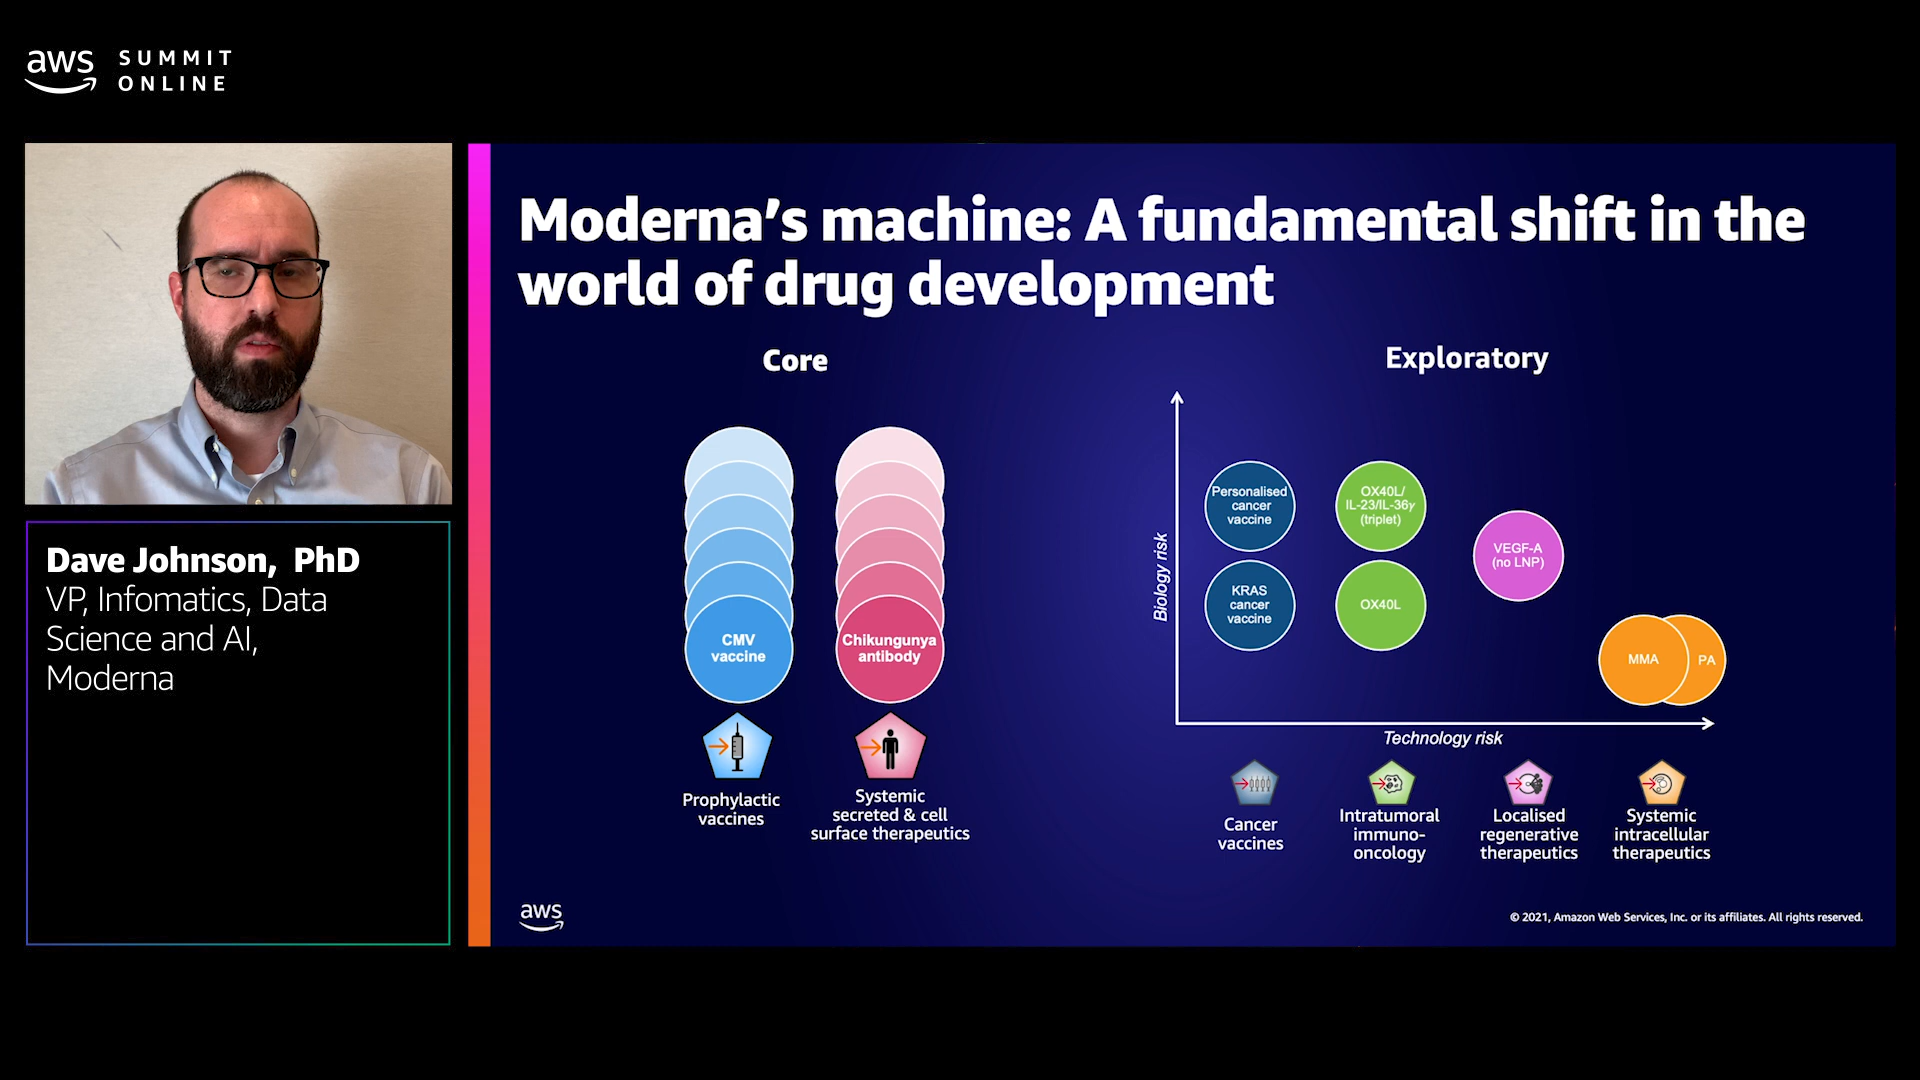 aws SUMMIT
ONLINE
Dave Johnson, PhD
VP, Infomatics, Data
Science and AI,
Moderna
Moderna's machine: A fundamental shift in the
world of drug development
Core
CMV
vaccine
Chikungunya
antibody
Prophylactic
vaccines
Systemic
secreted & cell
surface therapeutics
Exploratory
Biology risk
Personalised
cancer
vaccine
OX40L/
IL-23/IL-36γ
(triplet)
VEGF-A
(no LNP)
KRAS
cancer
vaccine
OX40L
MMA
PA
Technology risk
Cancer
vaccines
Intratumoral
immuno-
oncology
Localised
regenerative
therapeutics
Systemic
intracellular
therapeutics
aws
© 2021, Amazon Web Services, Inc. or its affiliates. All rights reserved.